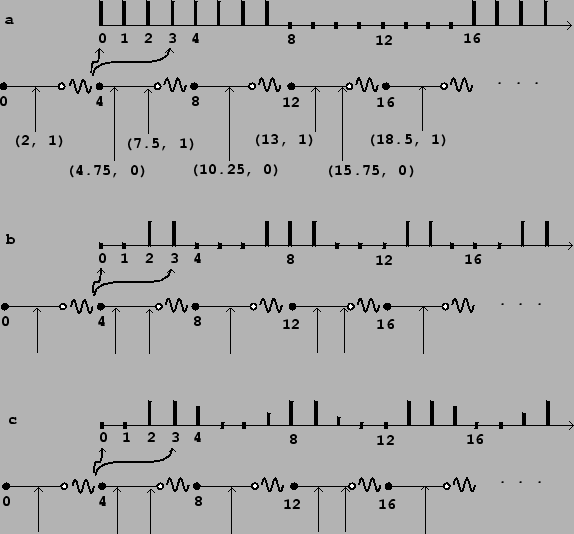 a
0 1 2 3 4 8 12 16
0 4 8 12 16 . . .
(2, 1) (7.5, 1) (13, 1) (18.5, 1)
(4.75, 0) (10.25, 0) (15.75, 0)
b
0 1 2 3 4 8 12 16
0 4 8 12 16 . . .
c
0 1 2 3 4 8 12 16
0 4 8 12 16 . . .